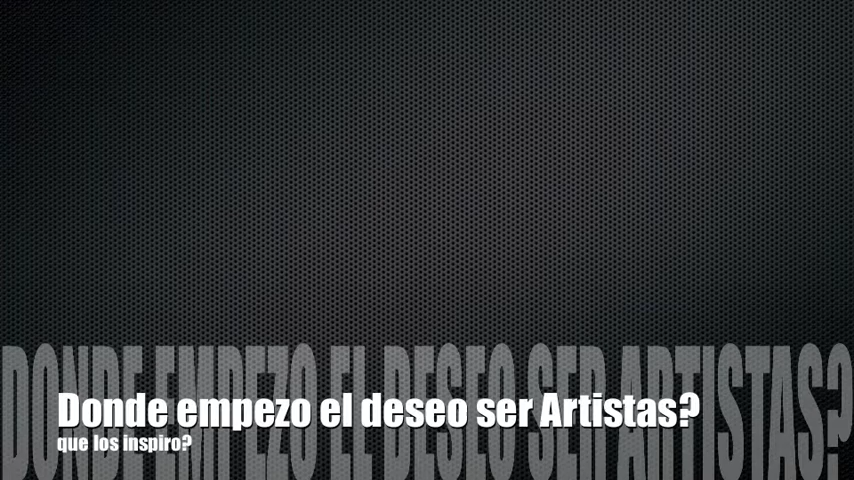 DONDE EMPEZO EL DESEO SER ARTISTAS?
Donde empezo el deseo ser Artistas?
que los inspiro?